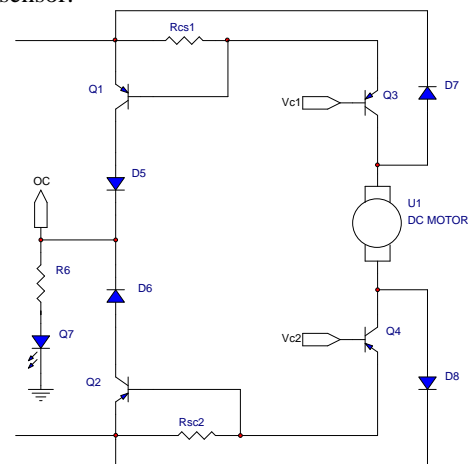 sensor.
Rcs1
D7
Q1
Vc1
Q3
D5
OC
U1
DC MOTOR
R6
D6
Q7
Vc2
Q4
Q2
D8
Rsc2